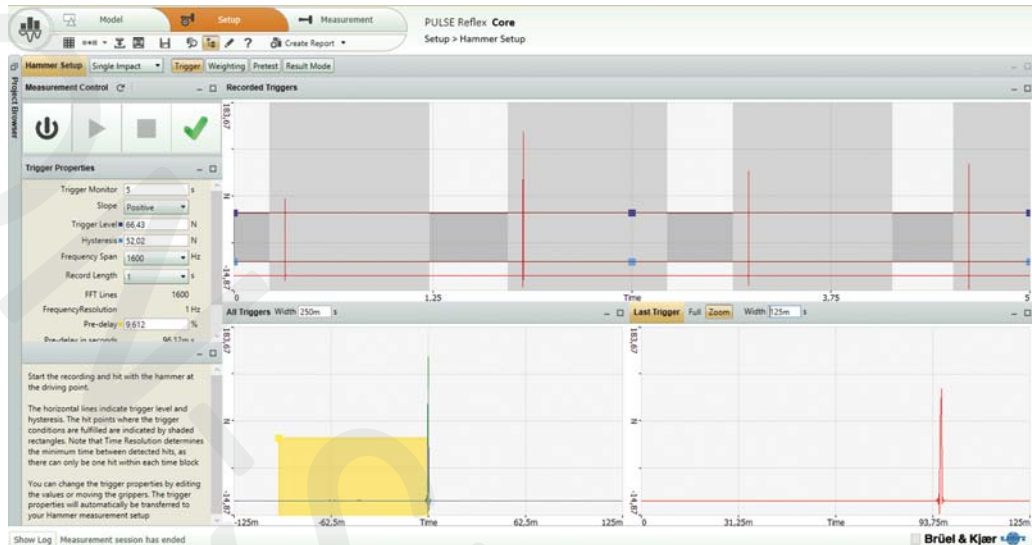 Model
Setup
Measurement
PULSE Reflex Core
Create Report
Setup > Hammer Setup
Hammer Setup Single Impact Trigger Weighting Pretest Result Mode
Project Browser
Measurement Control
Recorded Triggers
Trigger Properties
Trigger Monitor 5 s
Slope Positive
Trigger Level 66,43 N
Hysteresis 52,02 N
Frequency Span 1600 Hz
Record Length 1 s
FFT Lines 1600
FrequencyResolution 1 Hz
Pre-delay 9,612 %
Pre-delay in seconds 96.12m s
183,67
N
-14,87
0 1,25 Time 3,75 5
Start the recording and hit with the hammer at
the driving point.
The horizontal lines indicate trigger level and
hysteresis. The hit points where the trigger
conditions are fulfilled are indicated by shaded
rectangles. Note that Time Resolution determines
the minimum time between detected hits, as
there can only be one hit within each time block
You can change the trigger properties by editing
the values or moving the grippers. The trigger
properties will automatically be transferred to
your Hammer measurement setup
All Triggers Width 250m s
183,67
N
-14,87
-125m -62,5m Time 62,5m 125m
Last Trigger Full Zoom Width 125m s
183,67
N
-14,87
0 31,25m Time 93,75m 125m
Show Log Measurement session has ended
Brüel & Kjær